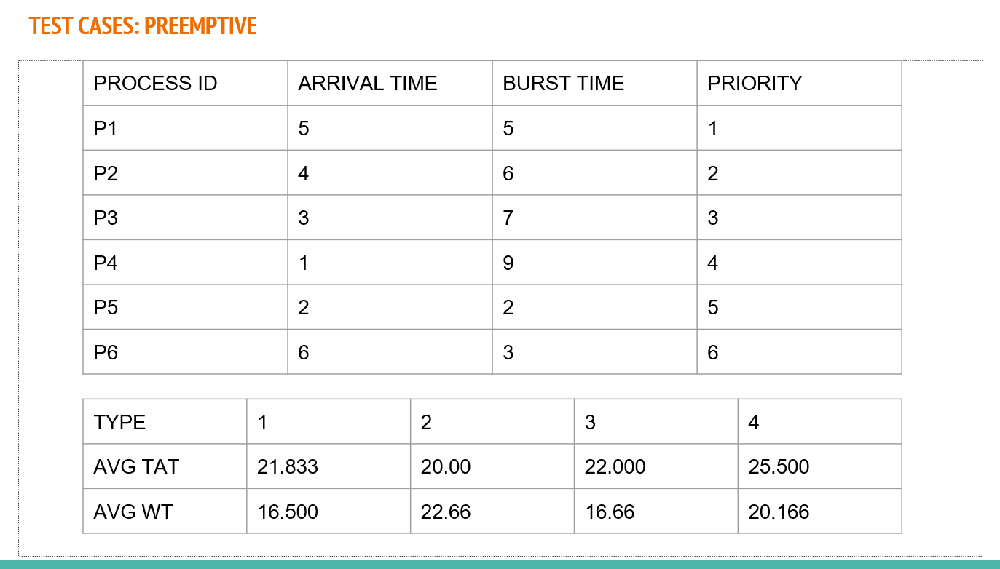 TEST CASES: PREEMPTIVE
PROCESS ID ARRIVAL TIME BURST TIME PRIORITY
P1 5 5 1
P2 4 6 2
P3 3 7 3
P4 1 9 4
P5 2 2 5
P6 6 3 6
TYPE 1 2 3 4
AVG TAT 21.833 20.00 22.000 25.500
AVG WT 16.500 22.66 16.66 20.166